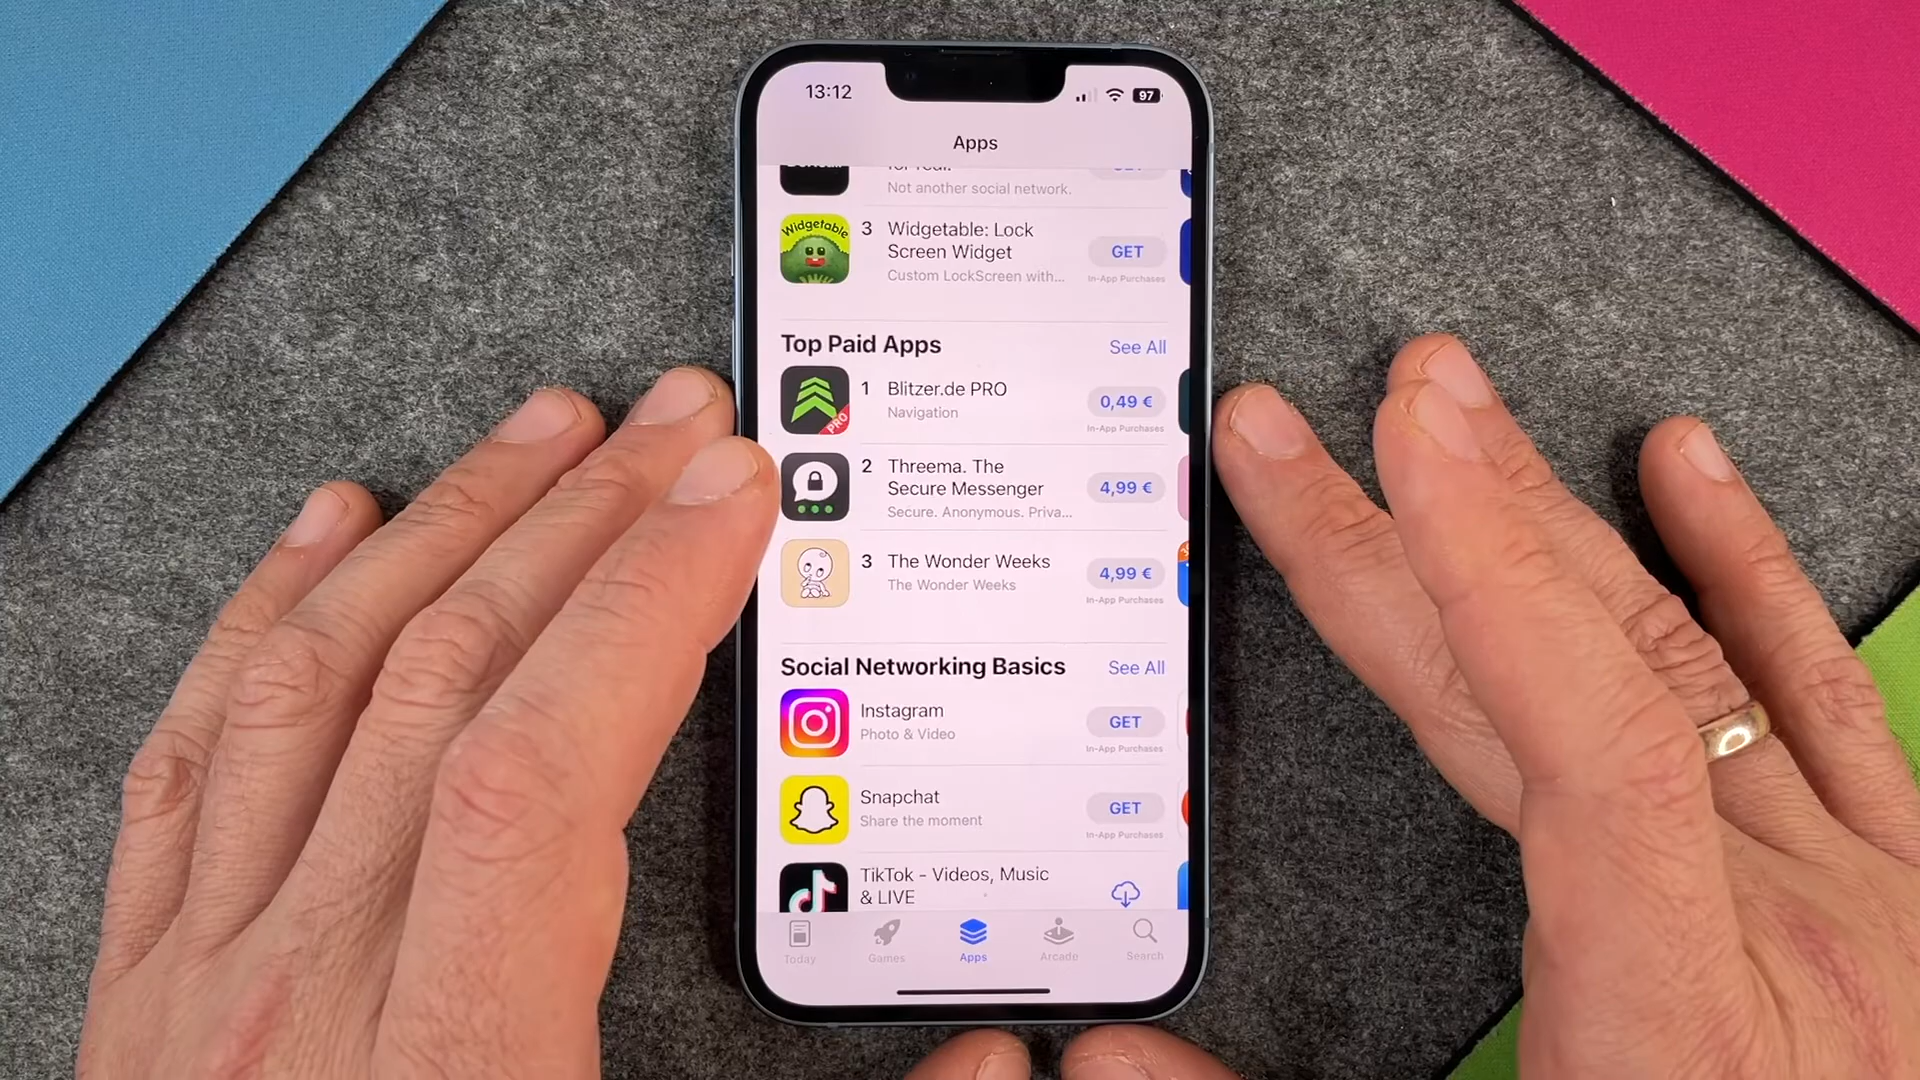 13:12
97
Apps
Not another social network.
Widgetable
3 Widgetable: Lock
Screen Widget
GET
Custom LockScreen with...
In-App Purchases
Top Paid Apps
See All
1 Blitzer.de PRO
Navigation
0,49 €
In-App Purchases
PRO
2 Threema. The
Secure Messenger
4,99 €
Secure. Anonymous. Priva...
3 The Wonder Weeks
The Wonder Weeks
4,99 €
In-App Purchases
Social Networking Basics
See All
Instagram
Photo & Video
GET
In-App Purchases
Snapchat
Share the moment
GET
In-App Purchases
TikTok - Videos, Music
& LIVE
Today
Games
Apps
Arcade
Search